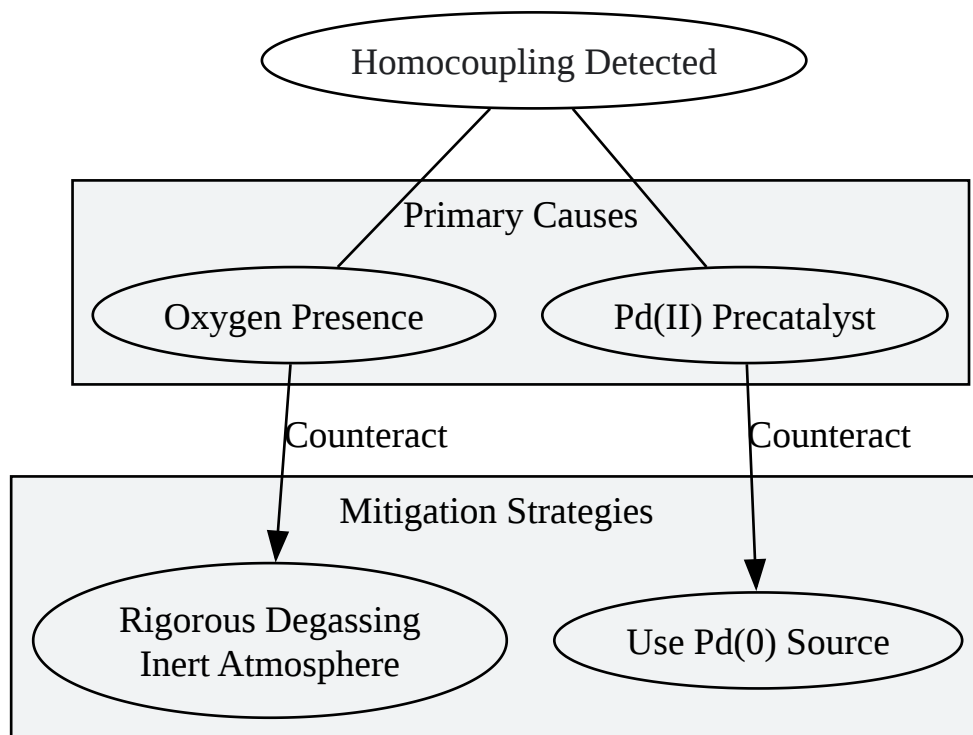 Homocoupling Detected
Primary Causes
Oxygen Presence
Pd(II) Precatalyst
Counteract
Counteract
Mitigation Strategies
Rigorous Degassing
Inert Atmosphere
Use Pd(0) Source